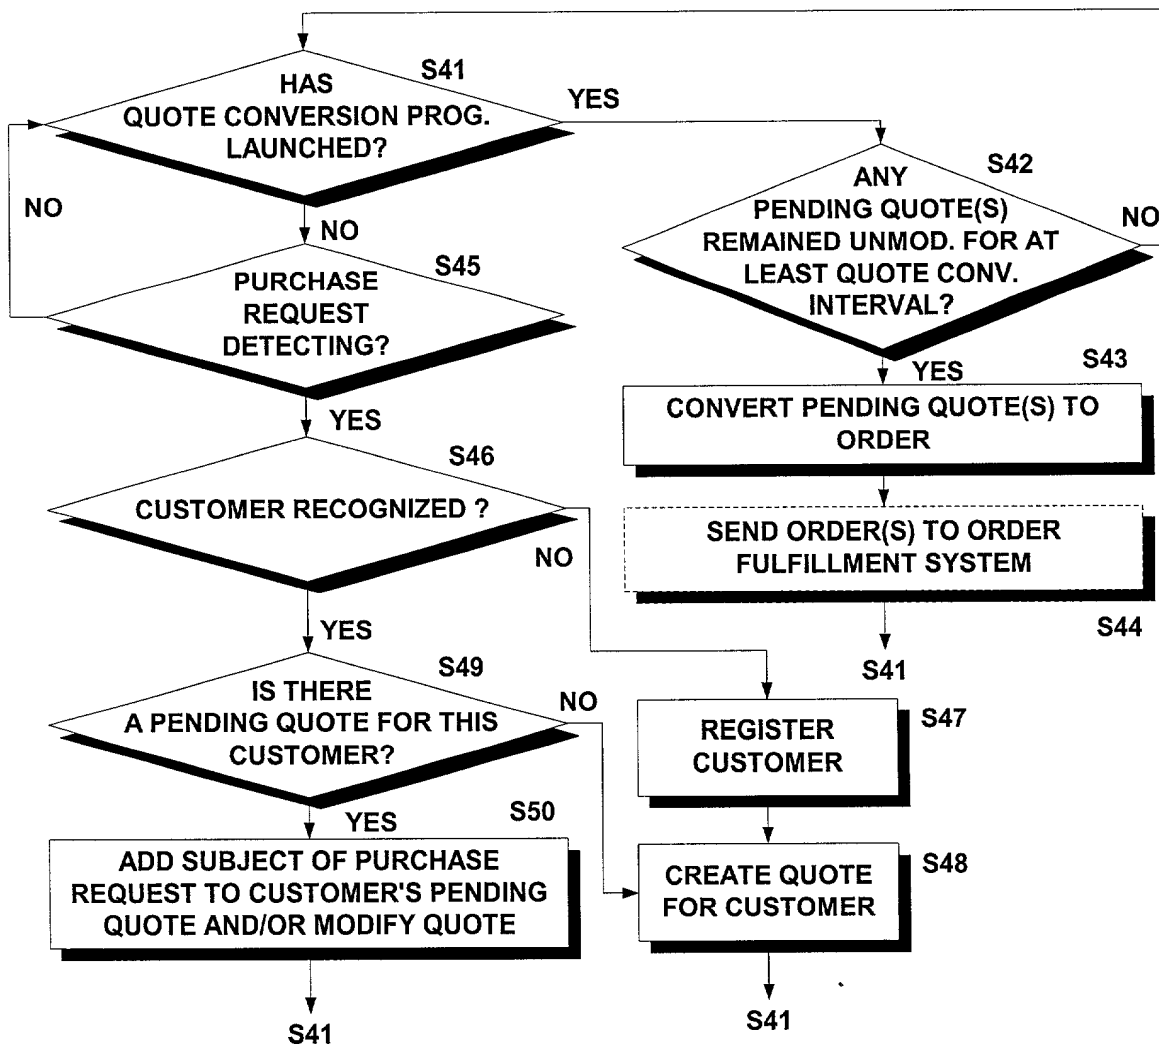 S41
HAS
QUOTE CONVERSION PROG.
LAUNCHED?
YES
NO
NO
S42
ANY
PENDING QUOTE(S)
REMAINED UNMOD. FOR AT
LEAST QUOTE CONV.
INTERVAL?
NO
YES
S43
CONVERT PENDING QUOTE(S) TO
ORDER
SEND ORDER(S) TO ORDER
FULFILLMENT SYSTEM
S44
S41
S45
PURCHASE
REQUEST
DETECTING?
YES
S46
CUSTOMER RECOGNIZED ?
NO
YES
S49
IS THERE
A PENDING QUOTE FOR THIS
CUSTOMER?
NO
YES
S47
REGISTER
CUSTOMER
S50
ADD SUBJECT OF PURCHASE
REQUEST TO CUSTOMER'S PENDING
QUOTE AND/OR MODIFY QUOTE
S41
S48
CREATE QUOTE
FOR CUSTOMER
S41